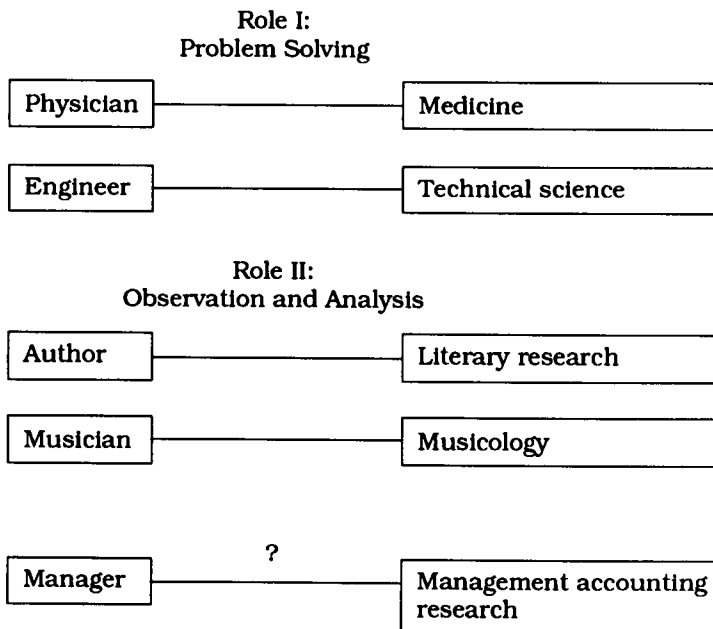 Role I:
Problem Solving
Physician
Medicine
Engineer
Technical science
Role II:
Observation and Analysis
Author
Literary research
Musician
Musicology
?
Manager
Management accounting
research